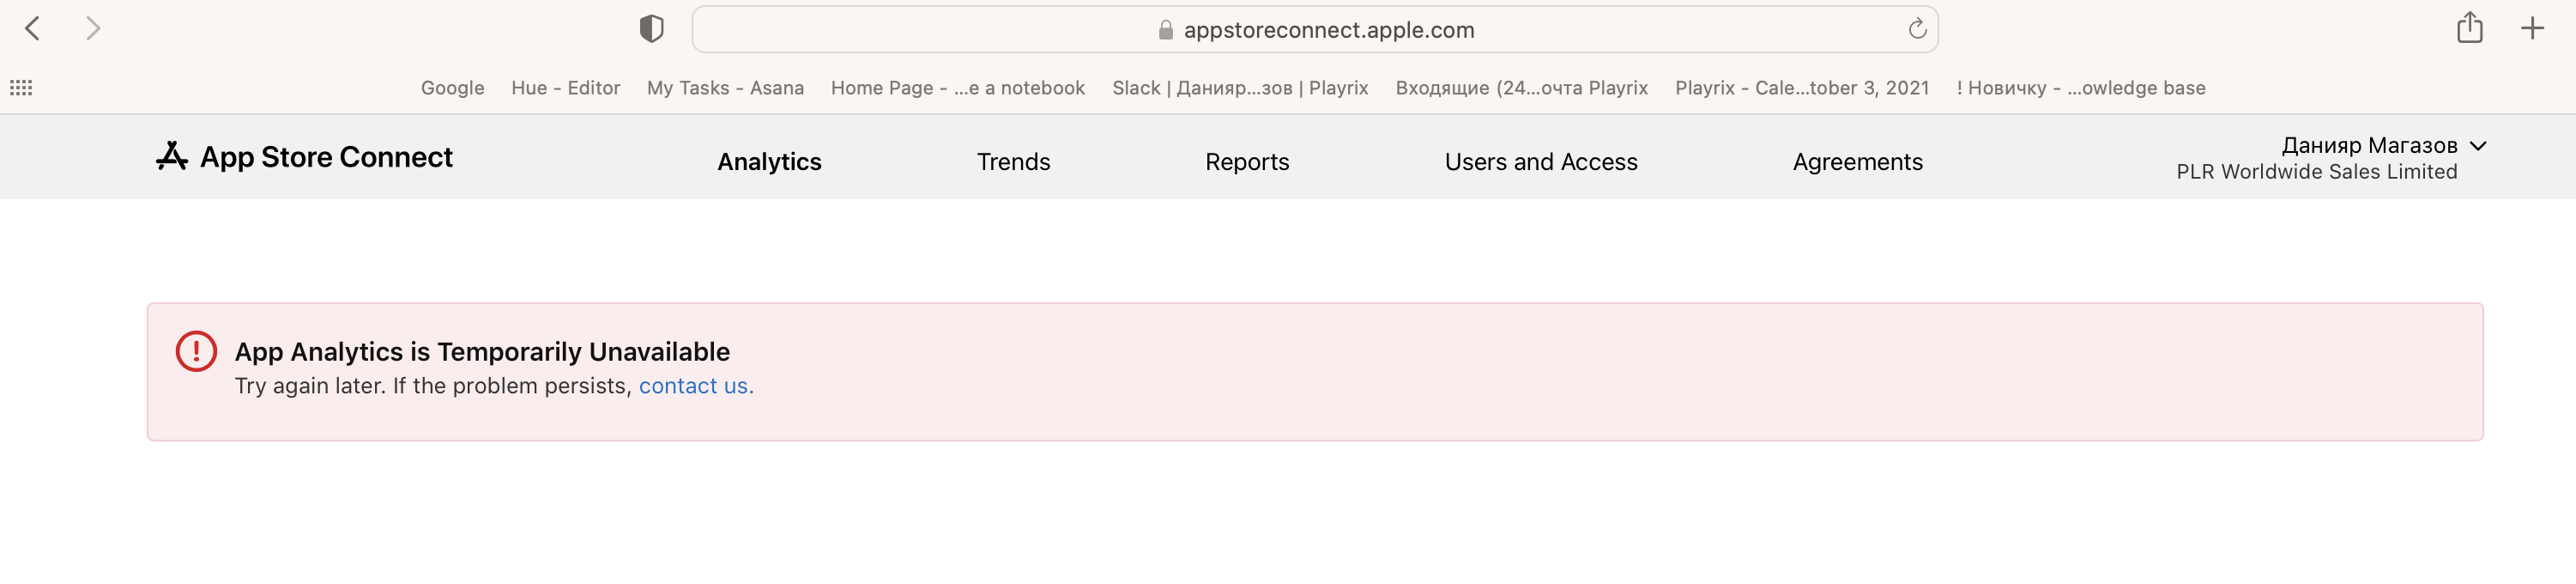 appstoreconnect.apple.com
Google Hue - Editor My Tasks - Asana Home Page - ...e a notebook Slack | Данияр...зов | Playrix Входящие (24...очта Playrix Playrix - Cale...tober 3, 2021 ! Новичку - ...owledge base
App Store Connect Analytics Trends Reports Users and Access Agreements Данияр Магазов
PLR Worldwide Sales Limited
App Analytics is Temporarily Unavailable
Try again later. If the problem persists, contact us.